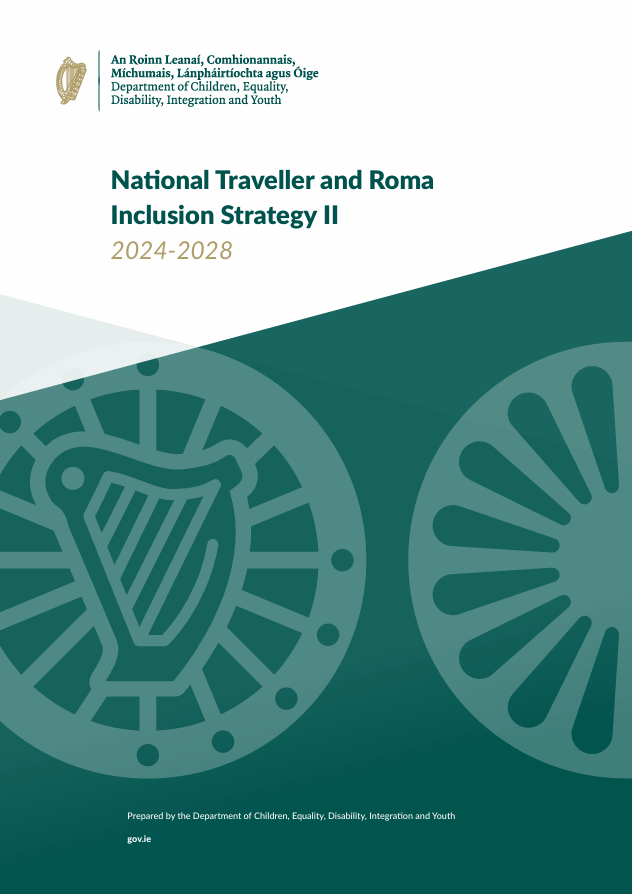 An Roinn Leanaí, Comhionannais,
Míchumais, Lánpháirtíochta agus Óige
Department of Children, Equality,
Disability, Integration and Youth
National Traveller and Roma
Inclusion Strategy II
2024-2028
Prepared by the Department of Children, Equality, Disability, Integration and Youth
gov.ie